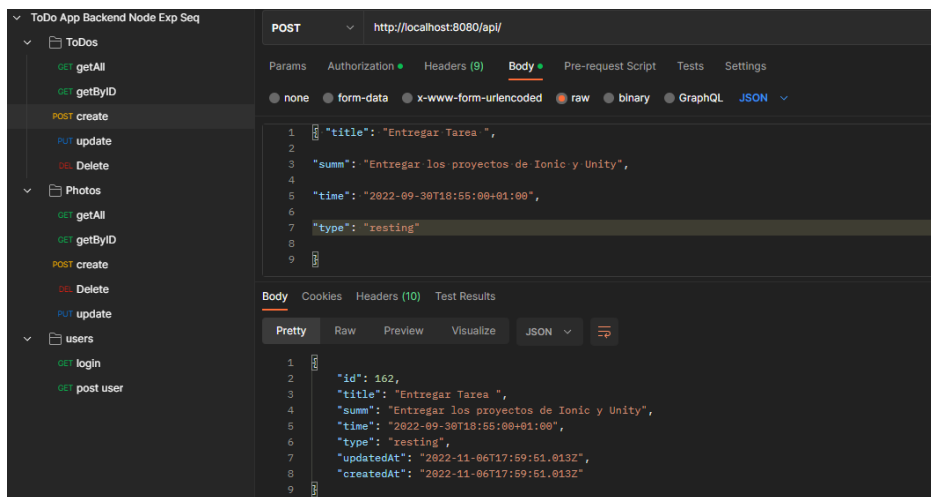 ToDo App Backend Node Exp Seq
ToDos
GET getAll
GET getByID
POST create
PUT update
DEL Delete
Photos
GET getAll
GET getByID
POST create
DEL Delete
PUT update
users
GET login
GET post user
POST http://localhost:8080/api/
Params Authorization Headers (9) Body Pre-request Script Tests Settings
none form-data x-www-form-urlencoded raw binary GraphQL JSON
1 { "title": "Entregar Tarea ",
2
3 "summ": "Entregar los proyectos de Ionic y Unity",
4
5 "time": "2022-09-30T18:55:00+01:00",
6
7 "type": "resting"
8
9 }
Body Cookies Headers (10) Test Results
Pretty Raw Preview Visualize JSON
1 {
2 "id": 162,
3 "title": "Entregar Tarea ",
4 "summ": "Entregar los proyectos de Ionic y Unity",
5 "time": "2022-09-30T18:55:00+01:00",
6 "type": "resting",
7 "updatedAt": "2022-11-06T17:59:51.013Z",
8 "createdAt": "2022-11-06T17:59:51.013Z"
9 }